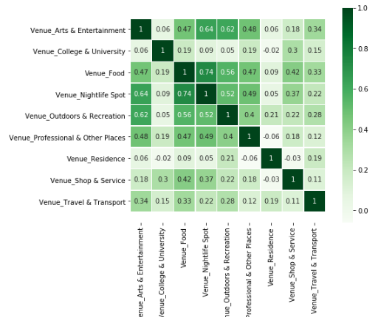 1.0
Venue_Arts & Entertainment 1 0.06 0.47 0.64 0.62 0.48 0.06 0.18 0.34
Venue_College & University 0.06 1 0.19 0.09 0.05 0.19 -0.02 0.3 0.15
0.8
Venue_Food 0.47 0.19 1 0.74 0.56 0.47 0.09 0.42 0.33
Venue_Nightlife Spot 0.64 0.09 0.74 1 0.52 0.49 0.05 0.37 0.22
0.6
Venue_Outdoors & Recreation 0.62 0.05 0.56 0.52 1 0.4 0.21 0.22 0.28
Venue_Professional & Other Places 0.48 0.19 0.47 0.49 0.4 1 -0.06 0.18 0.12
0.4
Venue_Residence 0.06 -0.02 0.09 0.05 0.21 -0.06 1 -0.03 0.19
0.2
Venue_Shop & Service 0.18 0.3 0.42 0.37 0.22 0.18 -0.03 1 0.11
Venue_Travel & Transport 0.34 0.15 0.33 0.22 0.28 0.12 0.19 0.11 1
0.0
enue_Arts & Entertainment
enue_College & University
Venue_Food
Venue_Nightlife Spot
ue_Outdoors & Recreation
Professional & Other Places
Venue_Residence
Venue_Shop & Service
Venue_Travel & Transport